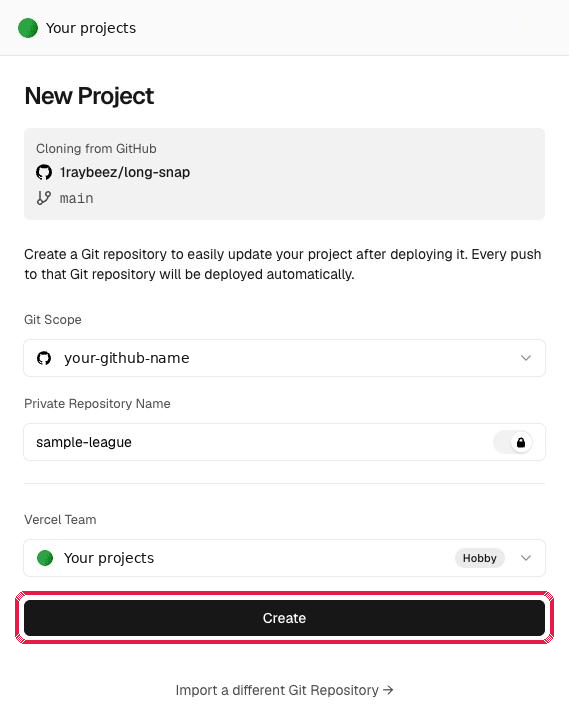 Your projects
New Project
Cloning from GitHub
1raybeez/long-snap
main
Create a Git repository to easily update your project after deploying it. Every push
to that Git repository will be deployed automatically.
Git Scope
your-github-name
Private Repository Name
sample-league
Vercel Team
Your projects Hobby
Create
Import a different Git Repository →